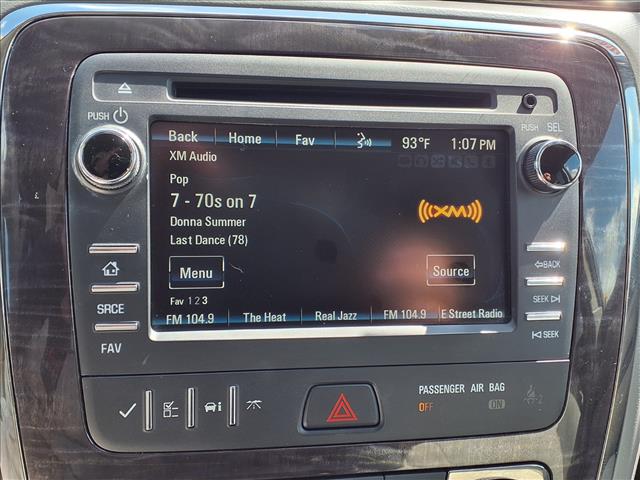 PUSH
PUSH SEL
Back Home Fav 93°F 1:07 PM
XM Audio
Pop
7 - 70s on 7
Donna Summer
Last Dance (78)
XM
Menu Source
Fav 1 2 3
FM 104.9 The Heat Real Jazz FM 104.9 E Street Radio
SRCE
FAV
BACK
SEEK
SEEK
PASSENGER AIR BAG
OFF ON
2